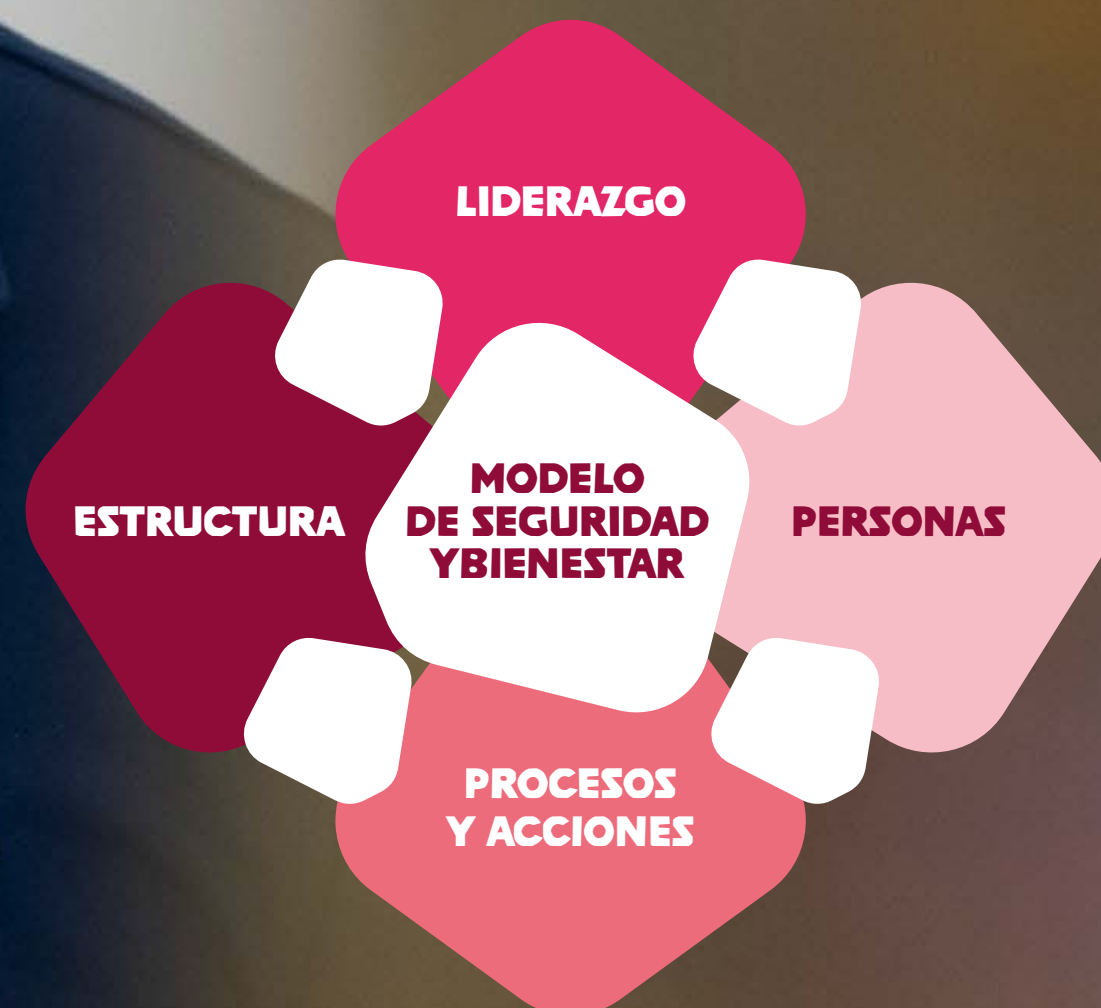 LIDERAZGO
ESTRUCTURA
MODELO
DE SEGURIDAD
YBIENESTAR
PERSONAS
PROCESOS
Y ACCIONES